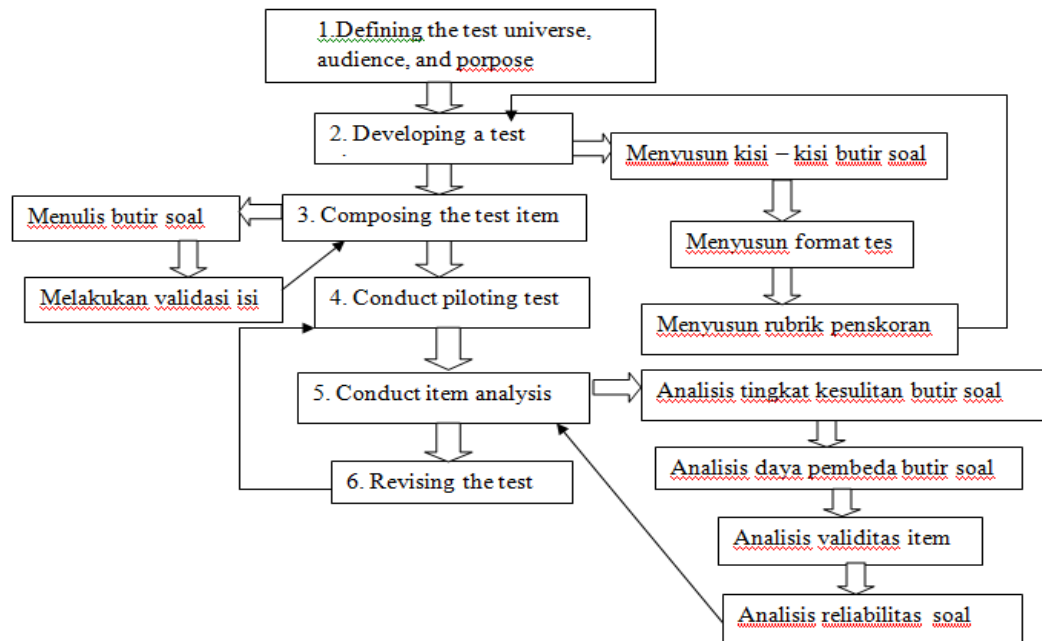 1.Defining the test universe,
audience, and porpose
2. Developing a test
.
Menyusun kisi – kisi butir soal
Menulis butir soal
3. Composing the test item
Menyusun format tes
Melakukan validasi isi
4. Conduct piloting test
Menyusun rubrik penskoran
5. Conduct item analysis
Analisis tingkat kesulitan butir soal
Analisis daya pembeda butir soal
6. Revising the test
Analisis validitas item
Analisis reliabilitas soal